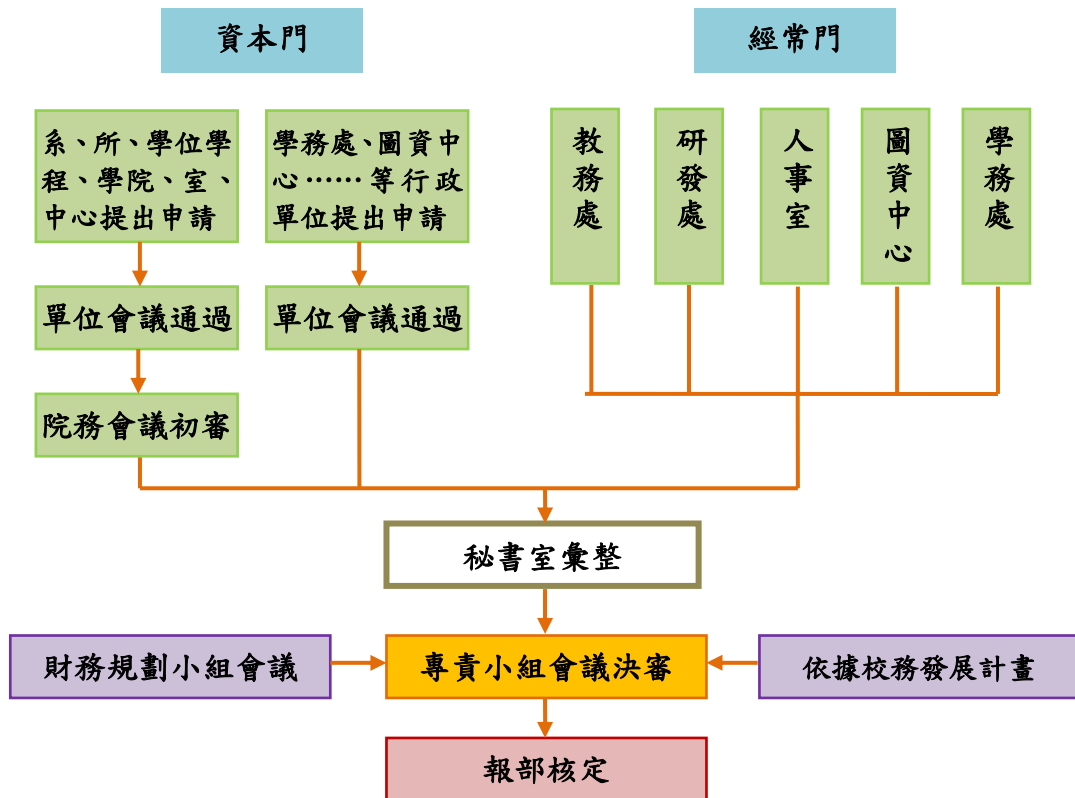 資本門
經常門
系、所、學位學
程、學院、室、
中心提出申請
學務處、圖資中
心……等行政
單位提出申請
教務處
研發處
人事室
圖資中心
學務處
單位會議通過
單位會議通過
院務會議初審
秘書室彙整
財務規劃小組會議
專責小組會議決審
依據校務發展計畫
報部核定